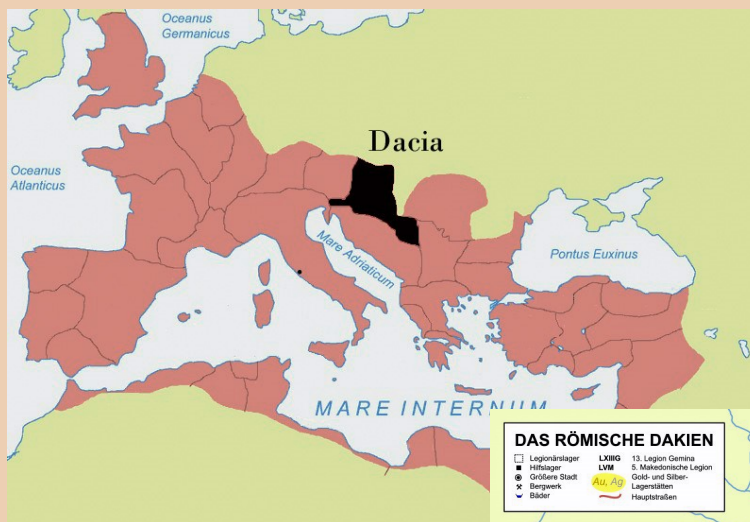 Oceanus
Germanicus
Dacia
Oceanus
Atlanticus
Mare Adriaticum
Pontus Euxinus
MARE INTERNUM
DAS RÖMISCHE DAKIEN
Legionärslager
Hilfslager
Größere Stadt
Bergwerk
Bäder
LXIIIG 13. Legion Gemina
LVM 5. Makedonische Legion
Au, Ag Gold- und Silber-
Lagerstätten
Hauptstraßen